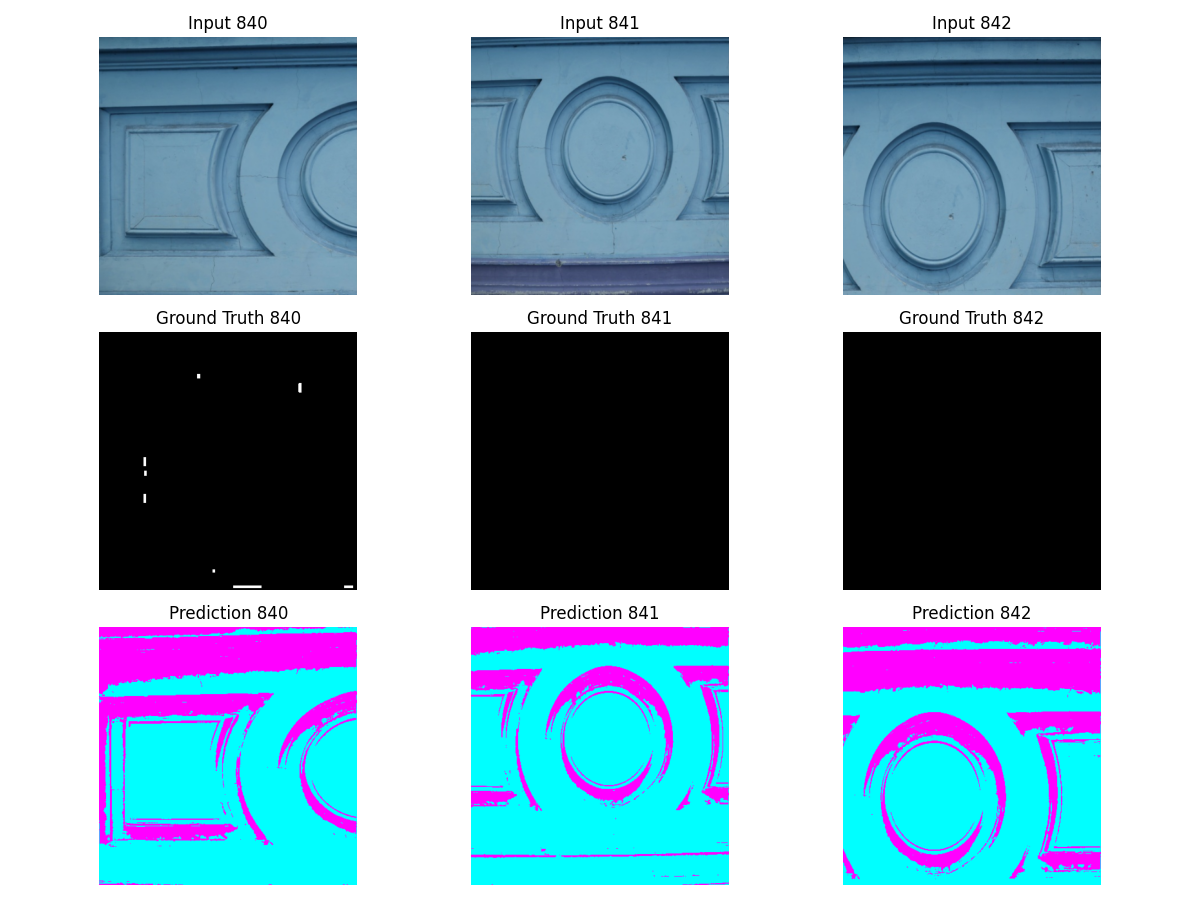 Input 840
Input 841
Input 842
Ground Truth 840
Ground Truth 841
Ground Truth 842
Prediction 840
Prediction 841
Prediction 842